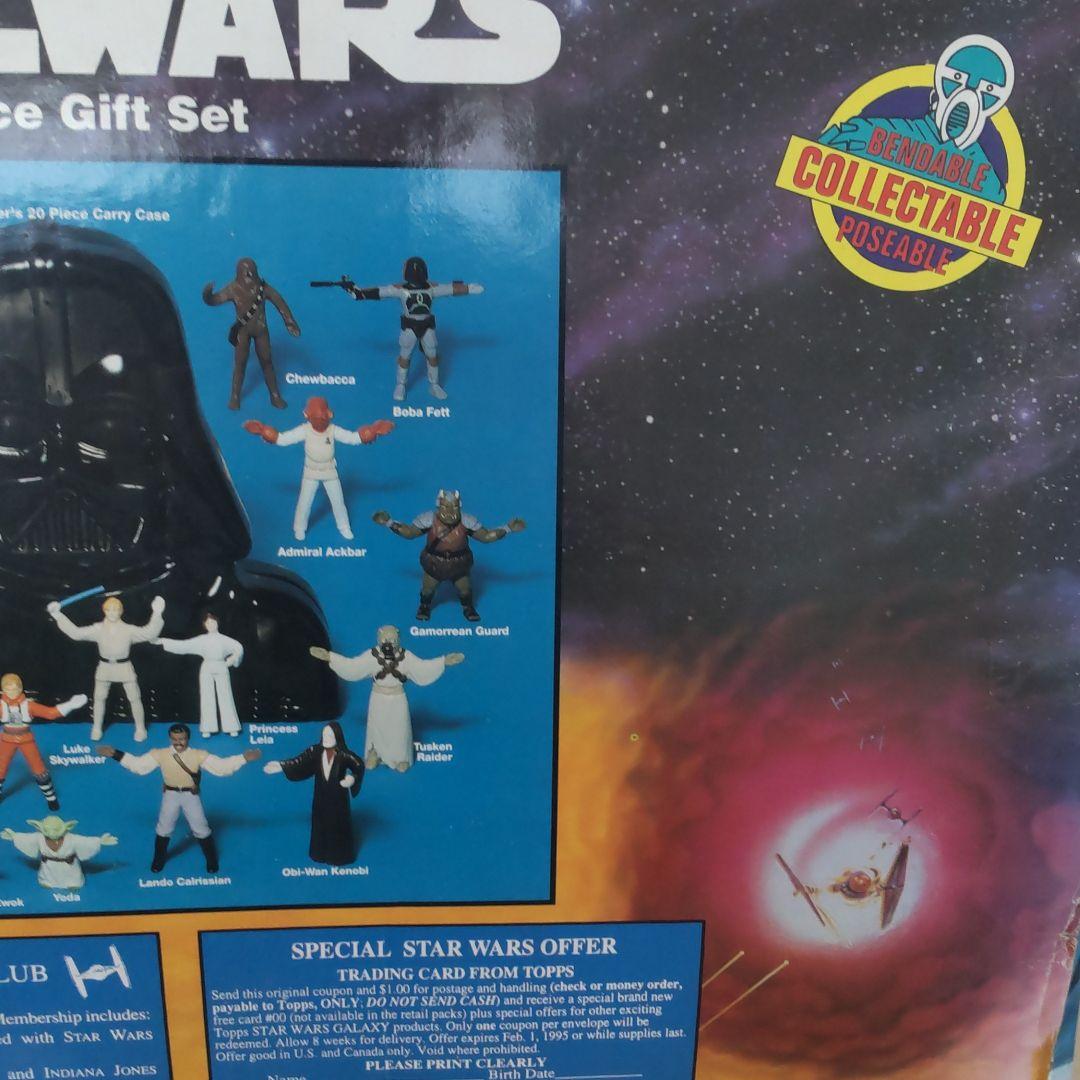 WARS
ce Gift Set
BENDABLE
COLLECTABLE
POSEABLE
er's 20 Piece Carry Case
Chewbacca
Boba Fett
Admiral Ackbar
Gamorrean Guard
Princess
Leia
Luke
Skywalker
Tusken
Raider
Obi-Wan Kenobi
Lando Calrissian
Yoda
wok
LUB
Membership includes:
ed with STAR WARS
and INDIANA JONES
SPECIAL STAR WARS OFFER
TRADING CARD FROM TOPPS
Send this original coupon and $1.00 for postage and handling (check or money order,
payable to Topps, ONLY; DO NOT SEND CASH) and receive a special brand new
free card #00 (not available in the retail packs) plus special offers for other exciting
Topps STAR WARS GALAXY products. Only one coupon per envelope will be
redeemed. Allow 8 weeks for delivery. Offer expires Feb. 1, 1995 or while supplies last.
Offer good in U.S. and Canada only. Void where prohibited.
PLEASE PRINT CLEARLY
Name Birth Date